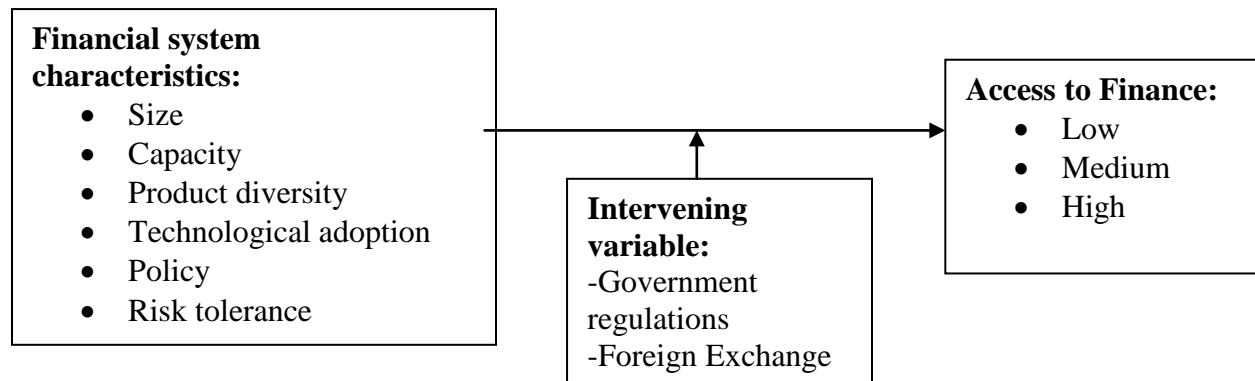 Financial system
characteristics:
• Size
• Capacity
• Product diversity
• Technological adoption
• Policy
• Risk tolerance
Intervening
variable:
-Government
regulations
-Foreign Exchange
Access to Finance:
• Low
• Medium
• High